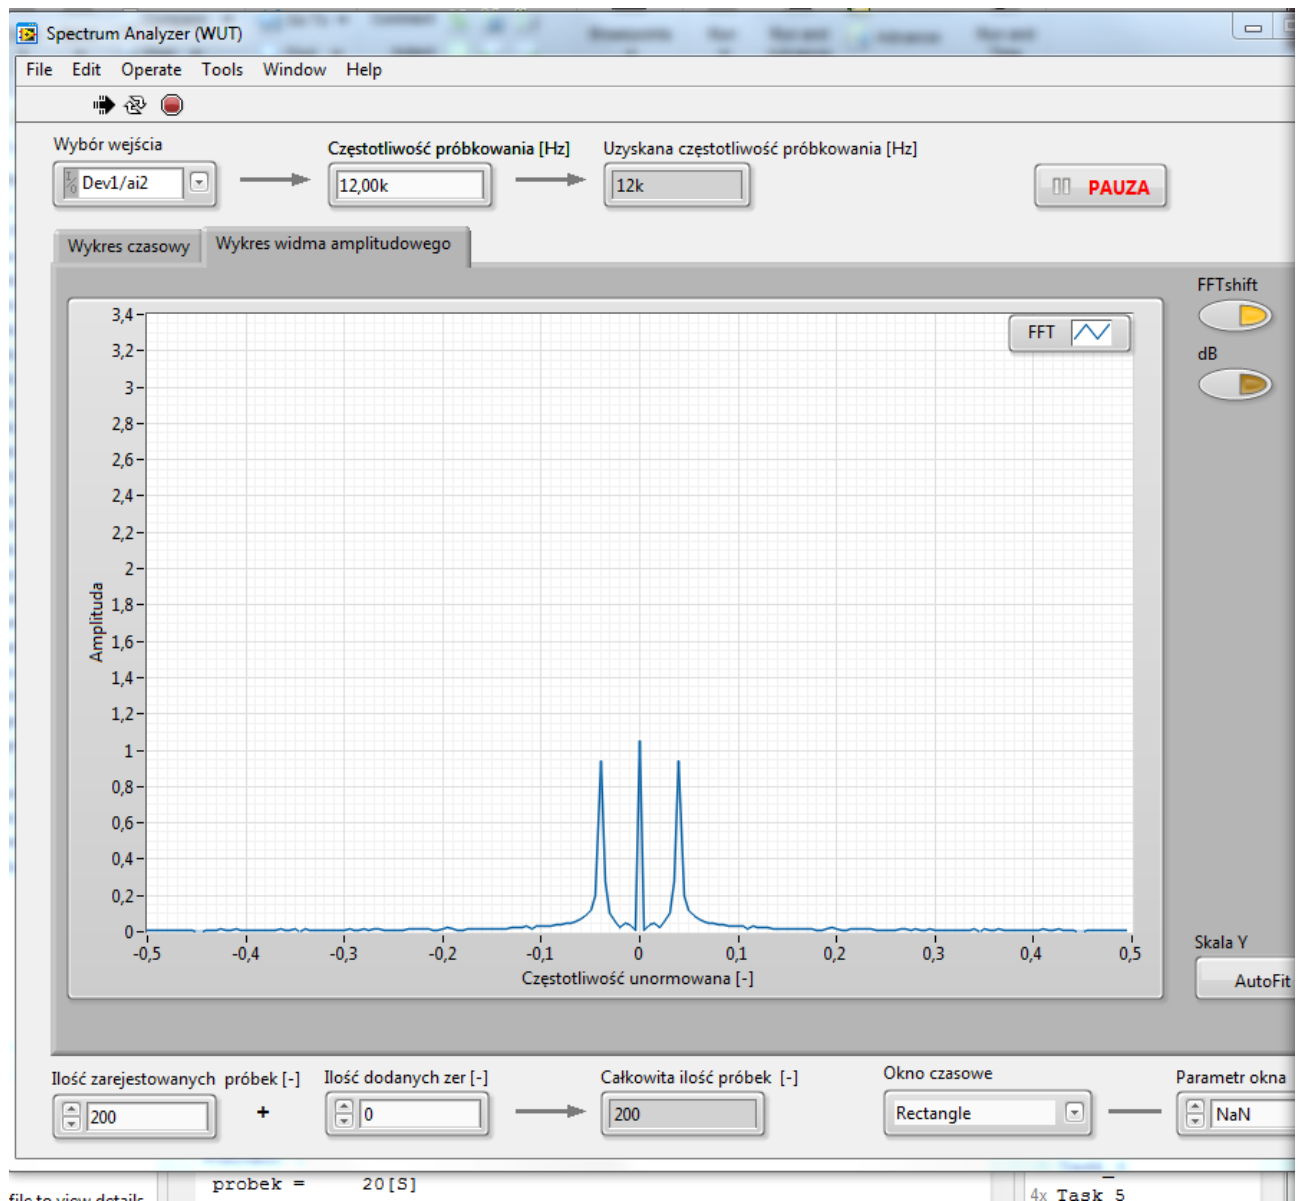 Spectrum Analyzer (WUT)
File Edit Operate Tools Window Help
Wybór wejścia
Częstotliwość próbkowania [Hz]
Uzyskana częstotliwość próbkowania [Hz]
Dev1/ai2
12,00k
12k
PAUZA
Wykres czasowy
Wykres widma amplitudowego
FFTshift
dB
FFT
3,4
3,2
3
2,8
2,6
2,4
2,2
2
1,8
1,6
1,4
1,2
1
0,8
0,6
0,4
0,2
0
Amplituda
-0,5 -0,4 -0,3 -0,2 -0,1 0 0,1 0,2 0,3 0,4 0,5
Częstotliwość unormowana [-]
Skala Y
AutoFit
Ilość zarejestowanych próbek [-]
Ilość dodanych zer [-]
Całkowita ilość próbek [-]
Okno czasowe
Parametr okna
200
+
0
200
Rectangle
NaN
probek = 20[S]
file to view details
4x Task 5